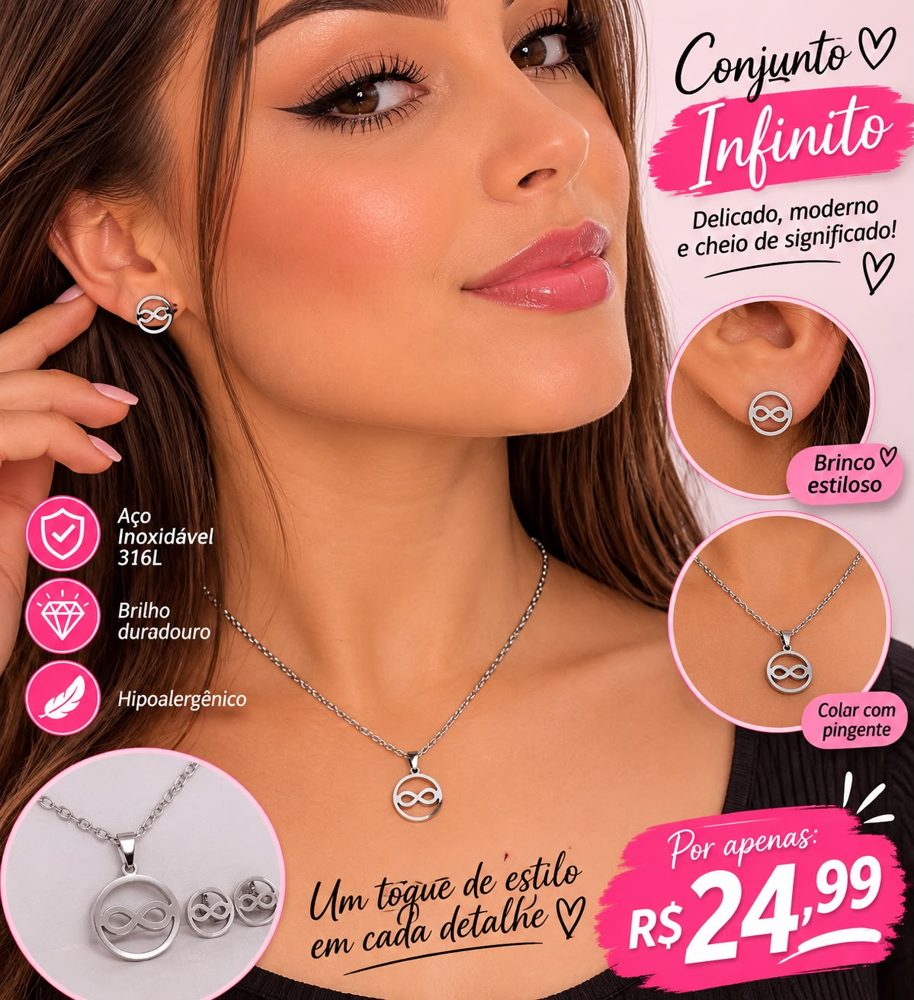 Conjunto
Infinito
Delicado, moderno
e cheio de significado!
Brinco
estiloso
Aço
Inoxidável
316L
Brilho
duradouro
Hipoalergênico
Colar com
pingente
Um toque de estilo
em cada detalhe
Por apenas:
R$24,99